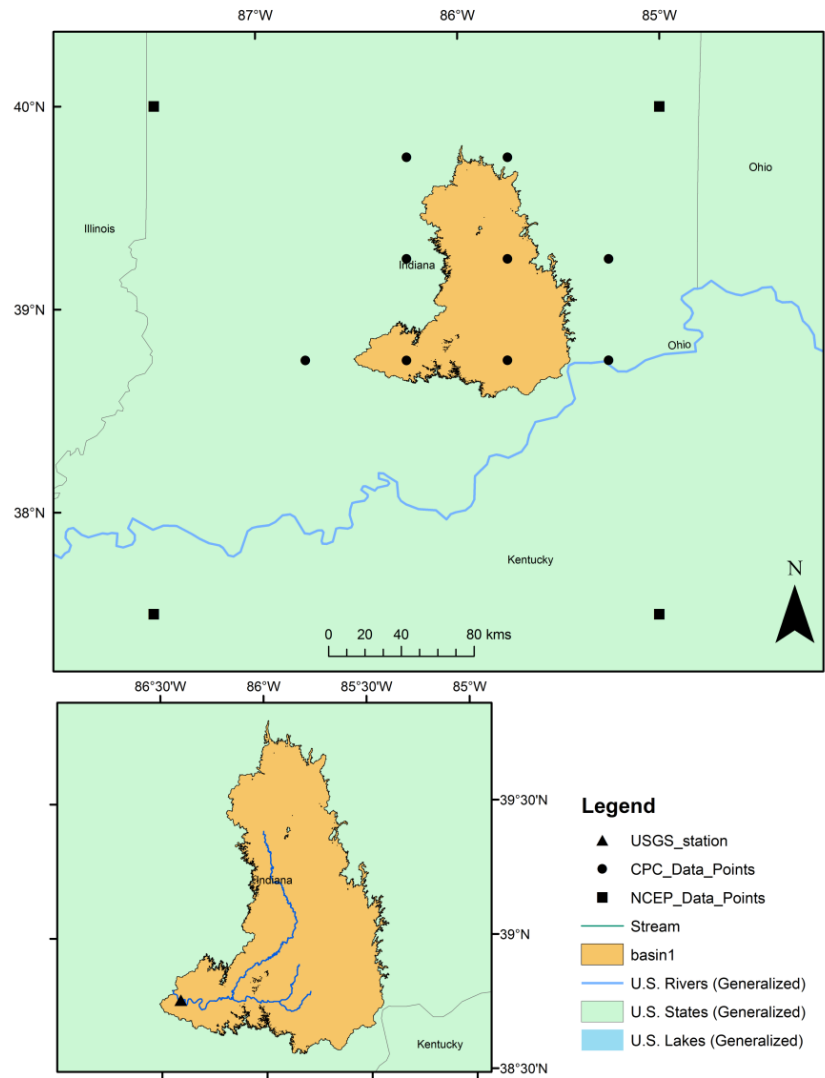 87°W 86°W 85°W
40°N
Ohio
Illinois
Indiana
39°N
Ohio
38°N
Kentucky
N
0 20 40 80 kms
86°30'W 86°W 85°30'W 85°W
39°30'N
Indiana
39°N
Kentucky
38°30'N
Legend
USGS_station
CPC_Data_Points
NCEP_Data_Points
Stream
basin1
U.S. Rivers (Generalized)
U.S. States (Generalized)
U.S. Lakes (Generalized)